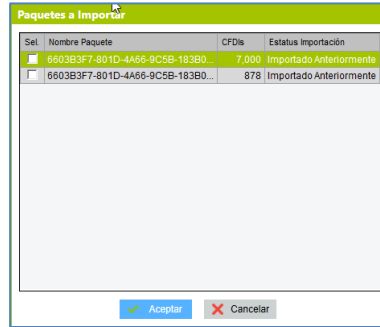 Paquetes a Importar
Sel. Nombre Paquete CFDIs Estatus Importación
6603B3F7-801D-4A66-9C5B-183B0... 7,000 Importado Anteriormente
6603B3F7-801D-4A66-9C5B-183B0... 878 Importado Anteriormente
Aceptar Cancelar